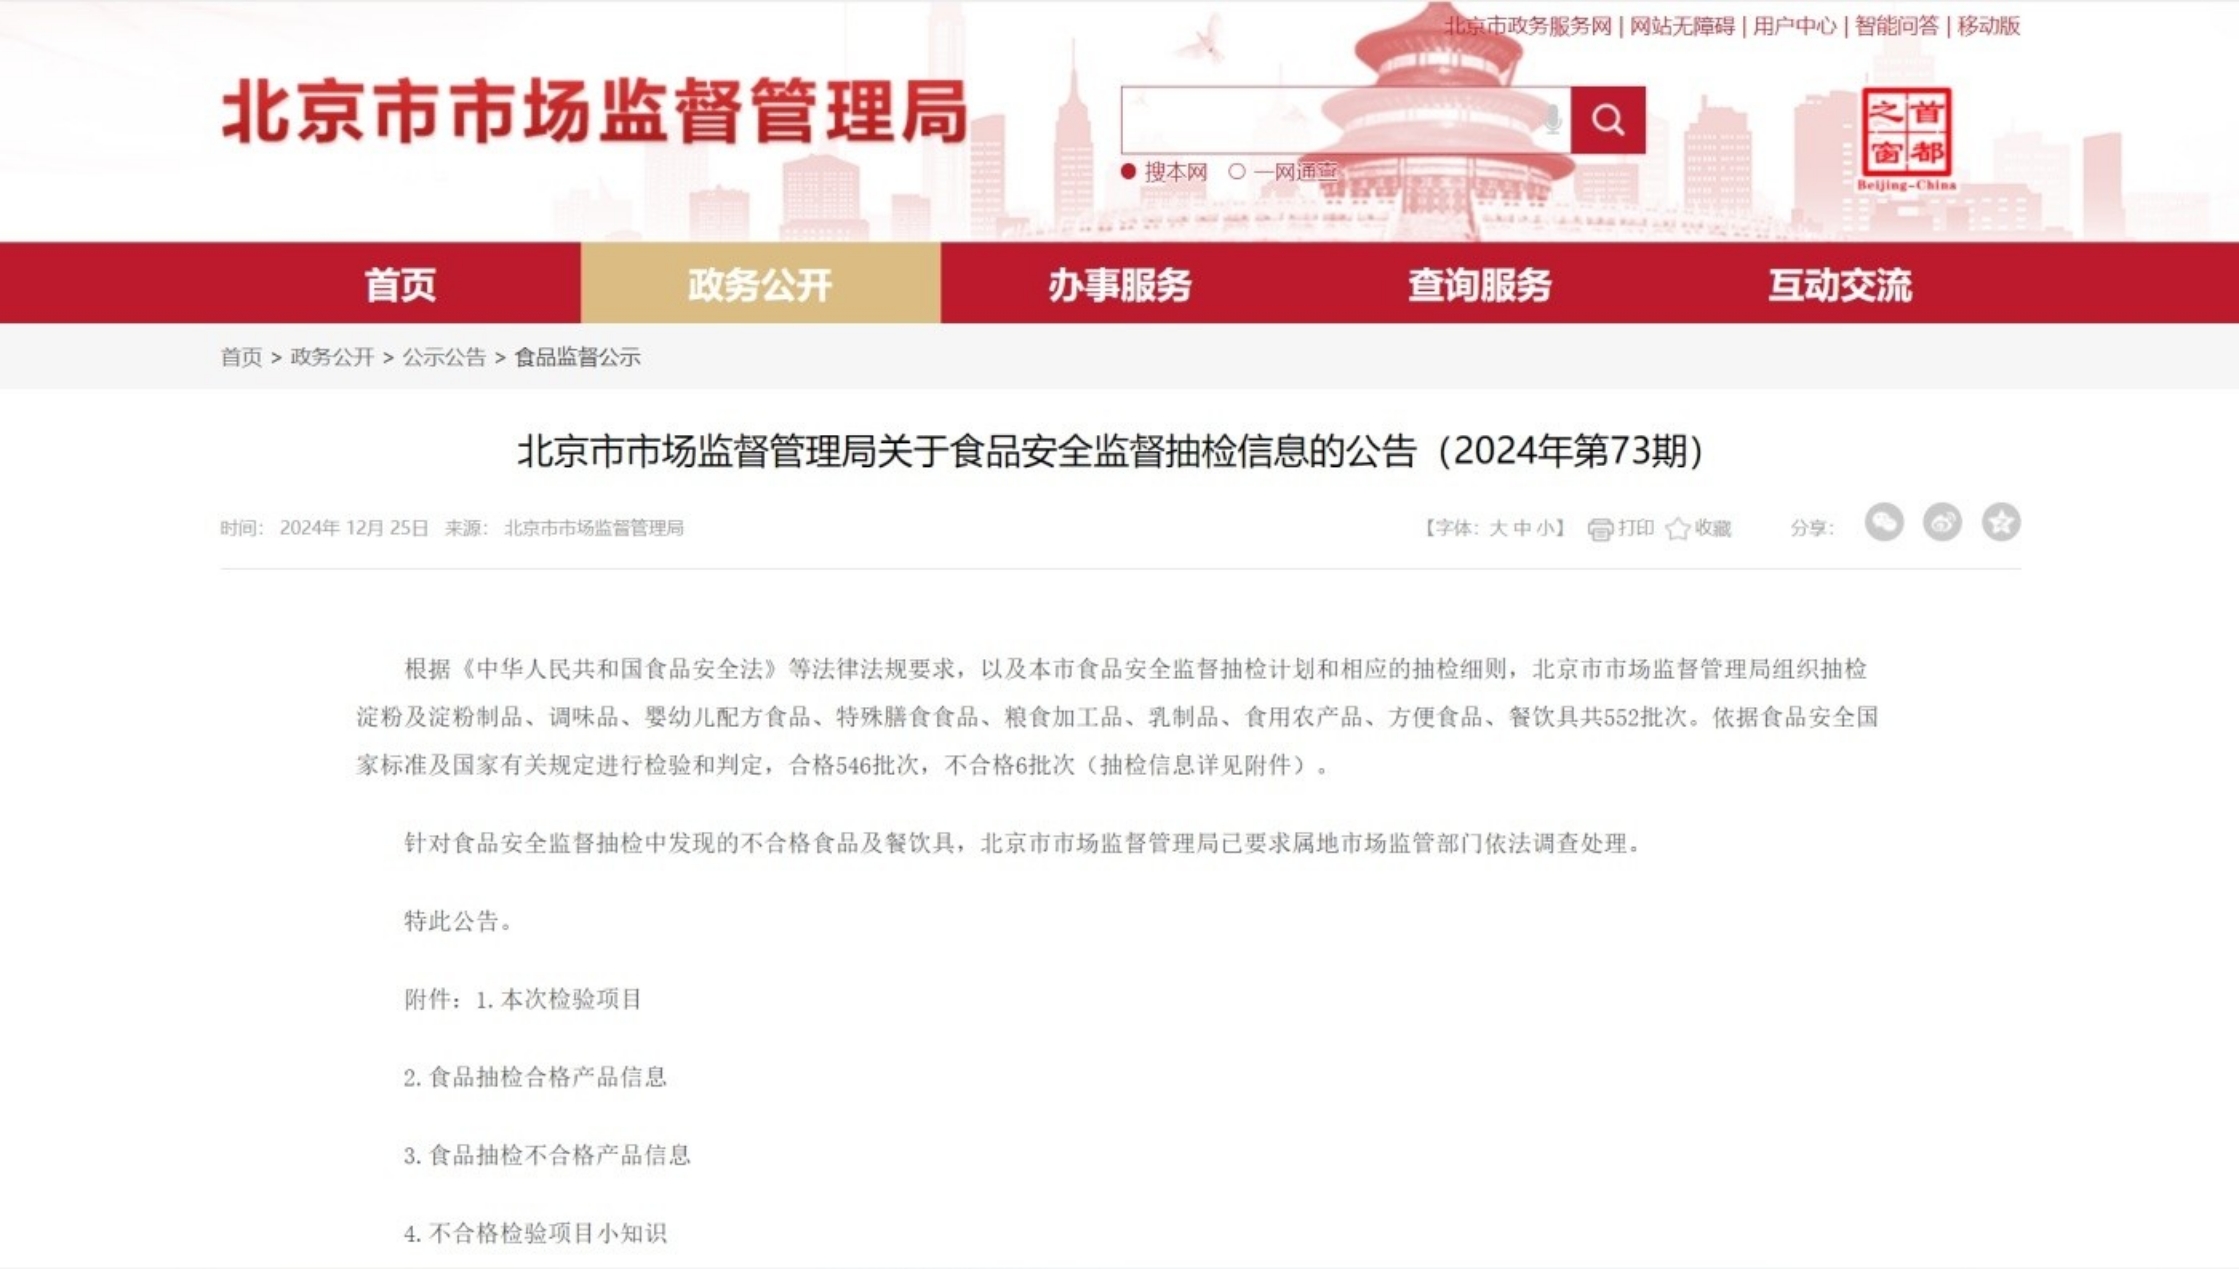 北京市政务服务网 | 网站无障碍 | 用户中心 | 智能问答 | 移动版
北京市市场监督管理局
搜本网 一网通查
首都之窗
Beijing-China
首页 政务公开 办事服务 查询服务 互动交流
首页 > 政务公开 > 公示公告 > 食品监督公示
北京市市场监督管理局关于食品安全监督抽检信息的公告（2024年第73期）
时间： 2024年 12月 25日 来源： 北京市市场监督管理局 【字体：大 中 小】 打印 收藏 分享：
根据《中华人民共和国食品安全法》等法律法规要求，以及本市食品安全监督抽检计划和相应的抽检细则，北京市市场监督管理局组织抽检
淀粉及淀粉制品、调味品、婴幼儿配方食品、特殊膳食食品、粮食加工品、乳制品、食用农产品、方便食品、餐饮具共552批次。依据食品安全国
家标准及国家有关规定进行检验和判定，合格546批次，不合格6批次（抽检信息详见附件）。
针对食品安全监督抽检中发现的不合格食品及餐饮具，北京市市场监督管理局已要求属地市场监管部门依法调查处理。
特此公告。
附件：1.本次检验项目
2.食品抽检合格产品信息
3.食品抽检不合格产品信息
4.不合格检验项目小知识